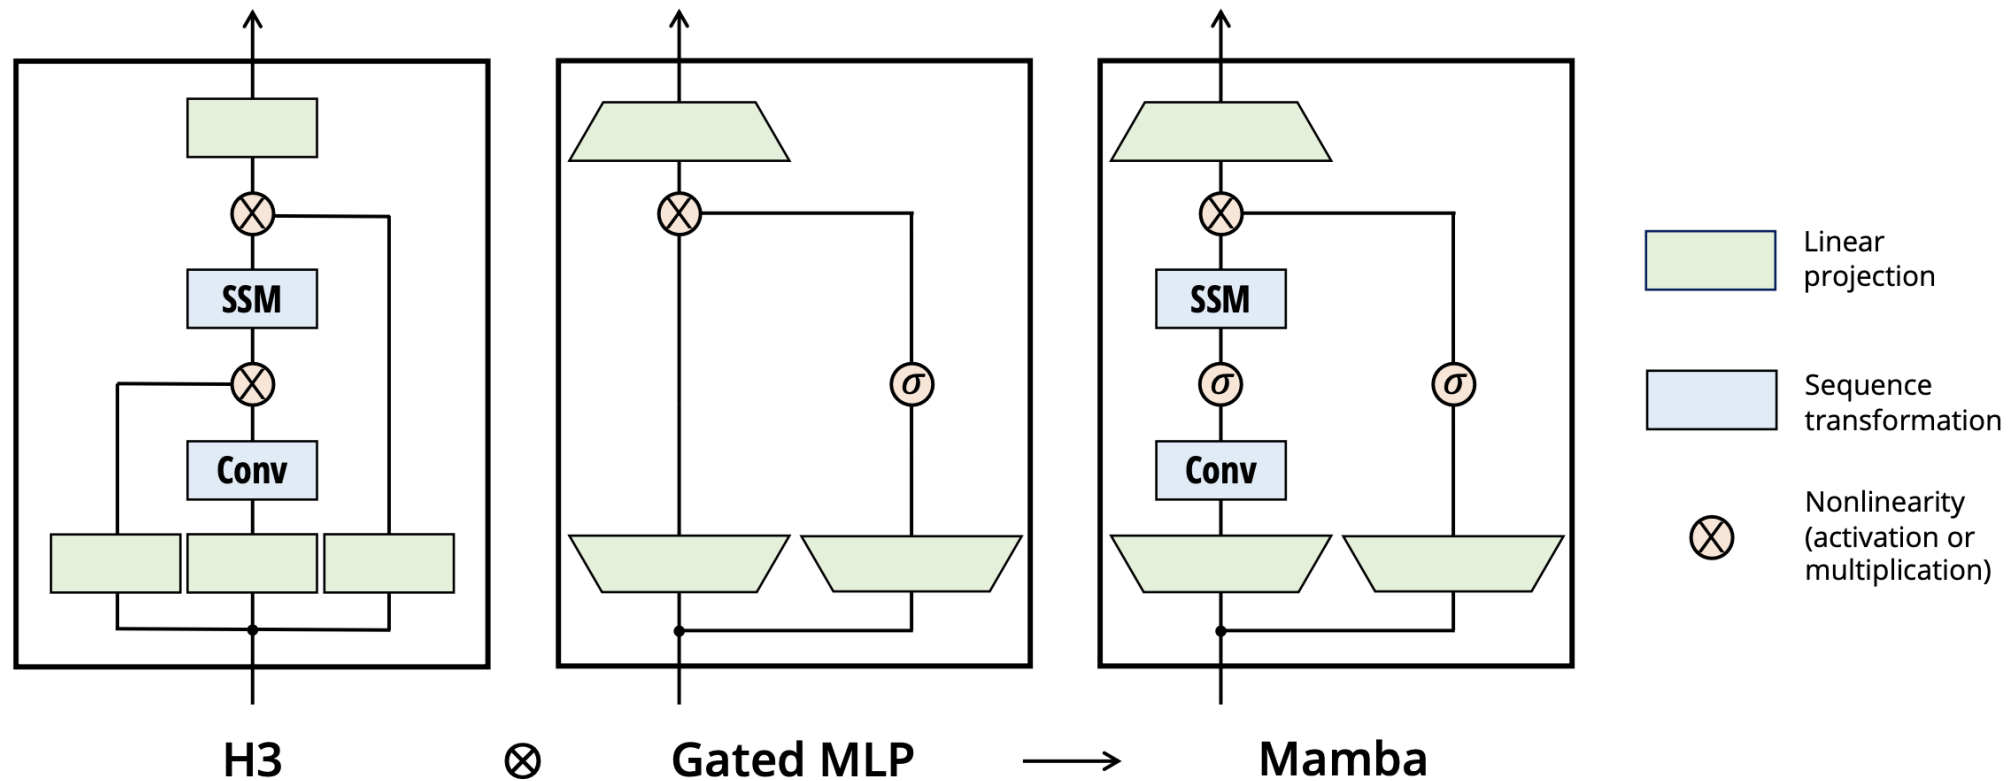 SSM
Conv
σ
SSM
σ
σ
Conv
Linear
projection
Sequence
transformation
Nonlinearity
(activation or
multiplication)
H3 ⊗ Gated MLP → Mamba